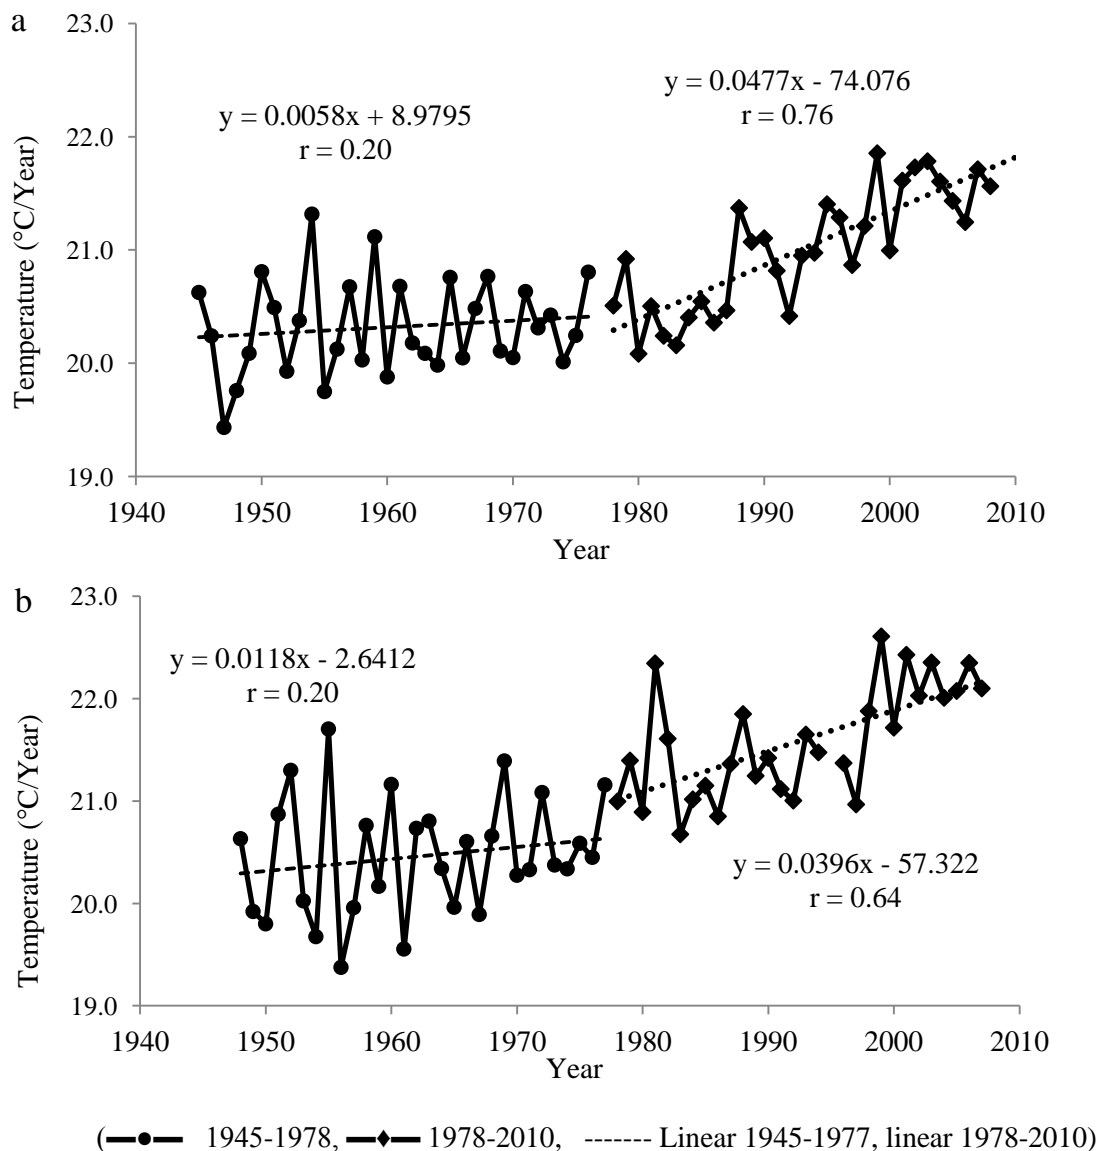 a
23.0
22.0
21.0
20.0
19.0
Temperature (°C/Year)
y = 0.0058x + 8.9795
r = 0.20
y = 0.0477x - 74.076
r = 0.76
1940 1950 1960 1970 1980 1990 2000 2010
Year
b
23.0
22.0
21.0
20.0
19.0
Temperature (°C/Year)
y = 0.0118x - 2.6412
r = 0.20
y = 0.0396x - 57.322
r = 0.64
1940 1950 1960 1970 1980 1990 2000 2010
Year
( 1945-1978, 1978-2010, ------- Linear 1945-1977, linear 1978-2010)